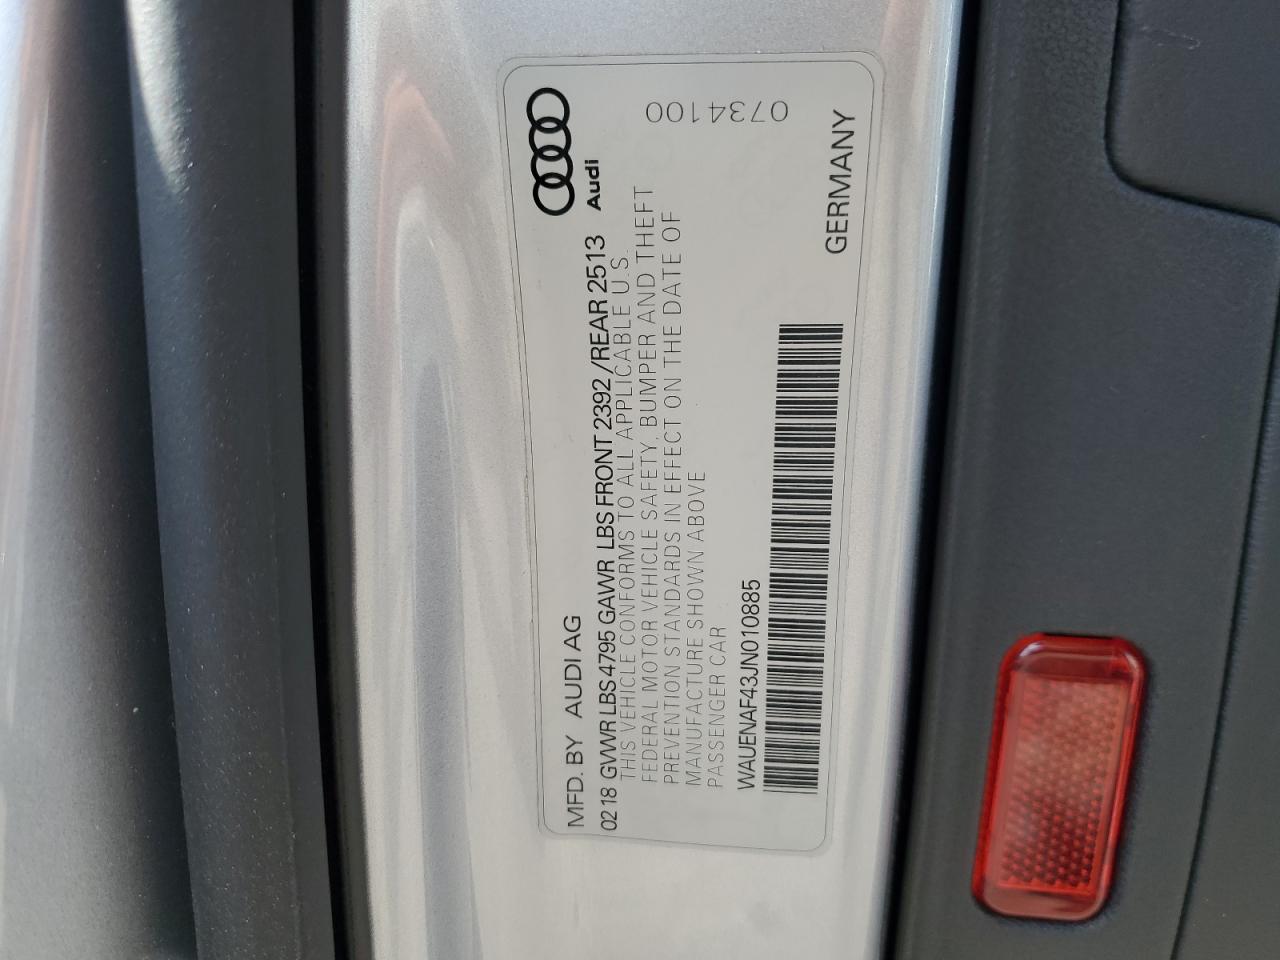 MFD. BY AUDI AG
Audi
0218 GVWR LBS 4795 GAWR LBS FRONT 2392 /REAR 2513
THIS VEHICLE CONFORMS TO ALL APPLICABLE U.S.
FEDERAL MOTOR VEHICLE SAFETY, BUMPER AND THEFT
PREVENTION STANDARDS IN EFFECT ON THE DATE OF
MANUFACTURE SHOWN ABOVE
PASSENGER CAR
WAUENAF43JN010885
GERMANY
0734100